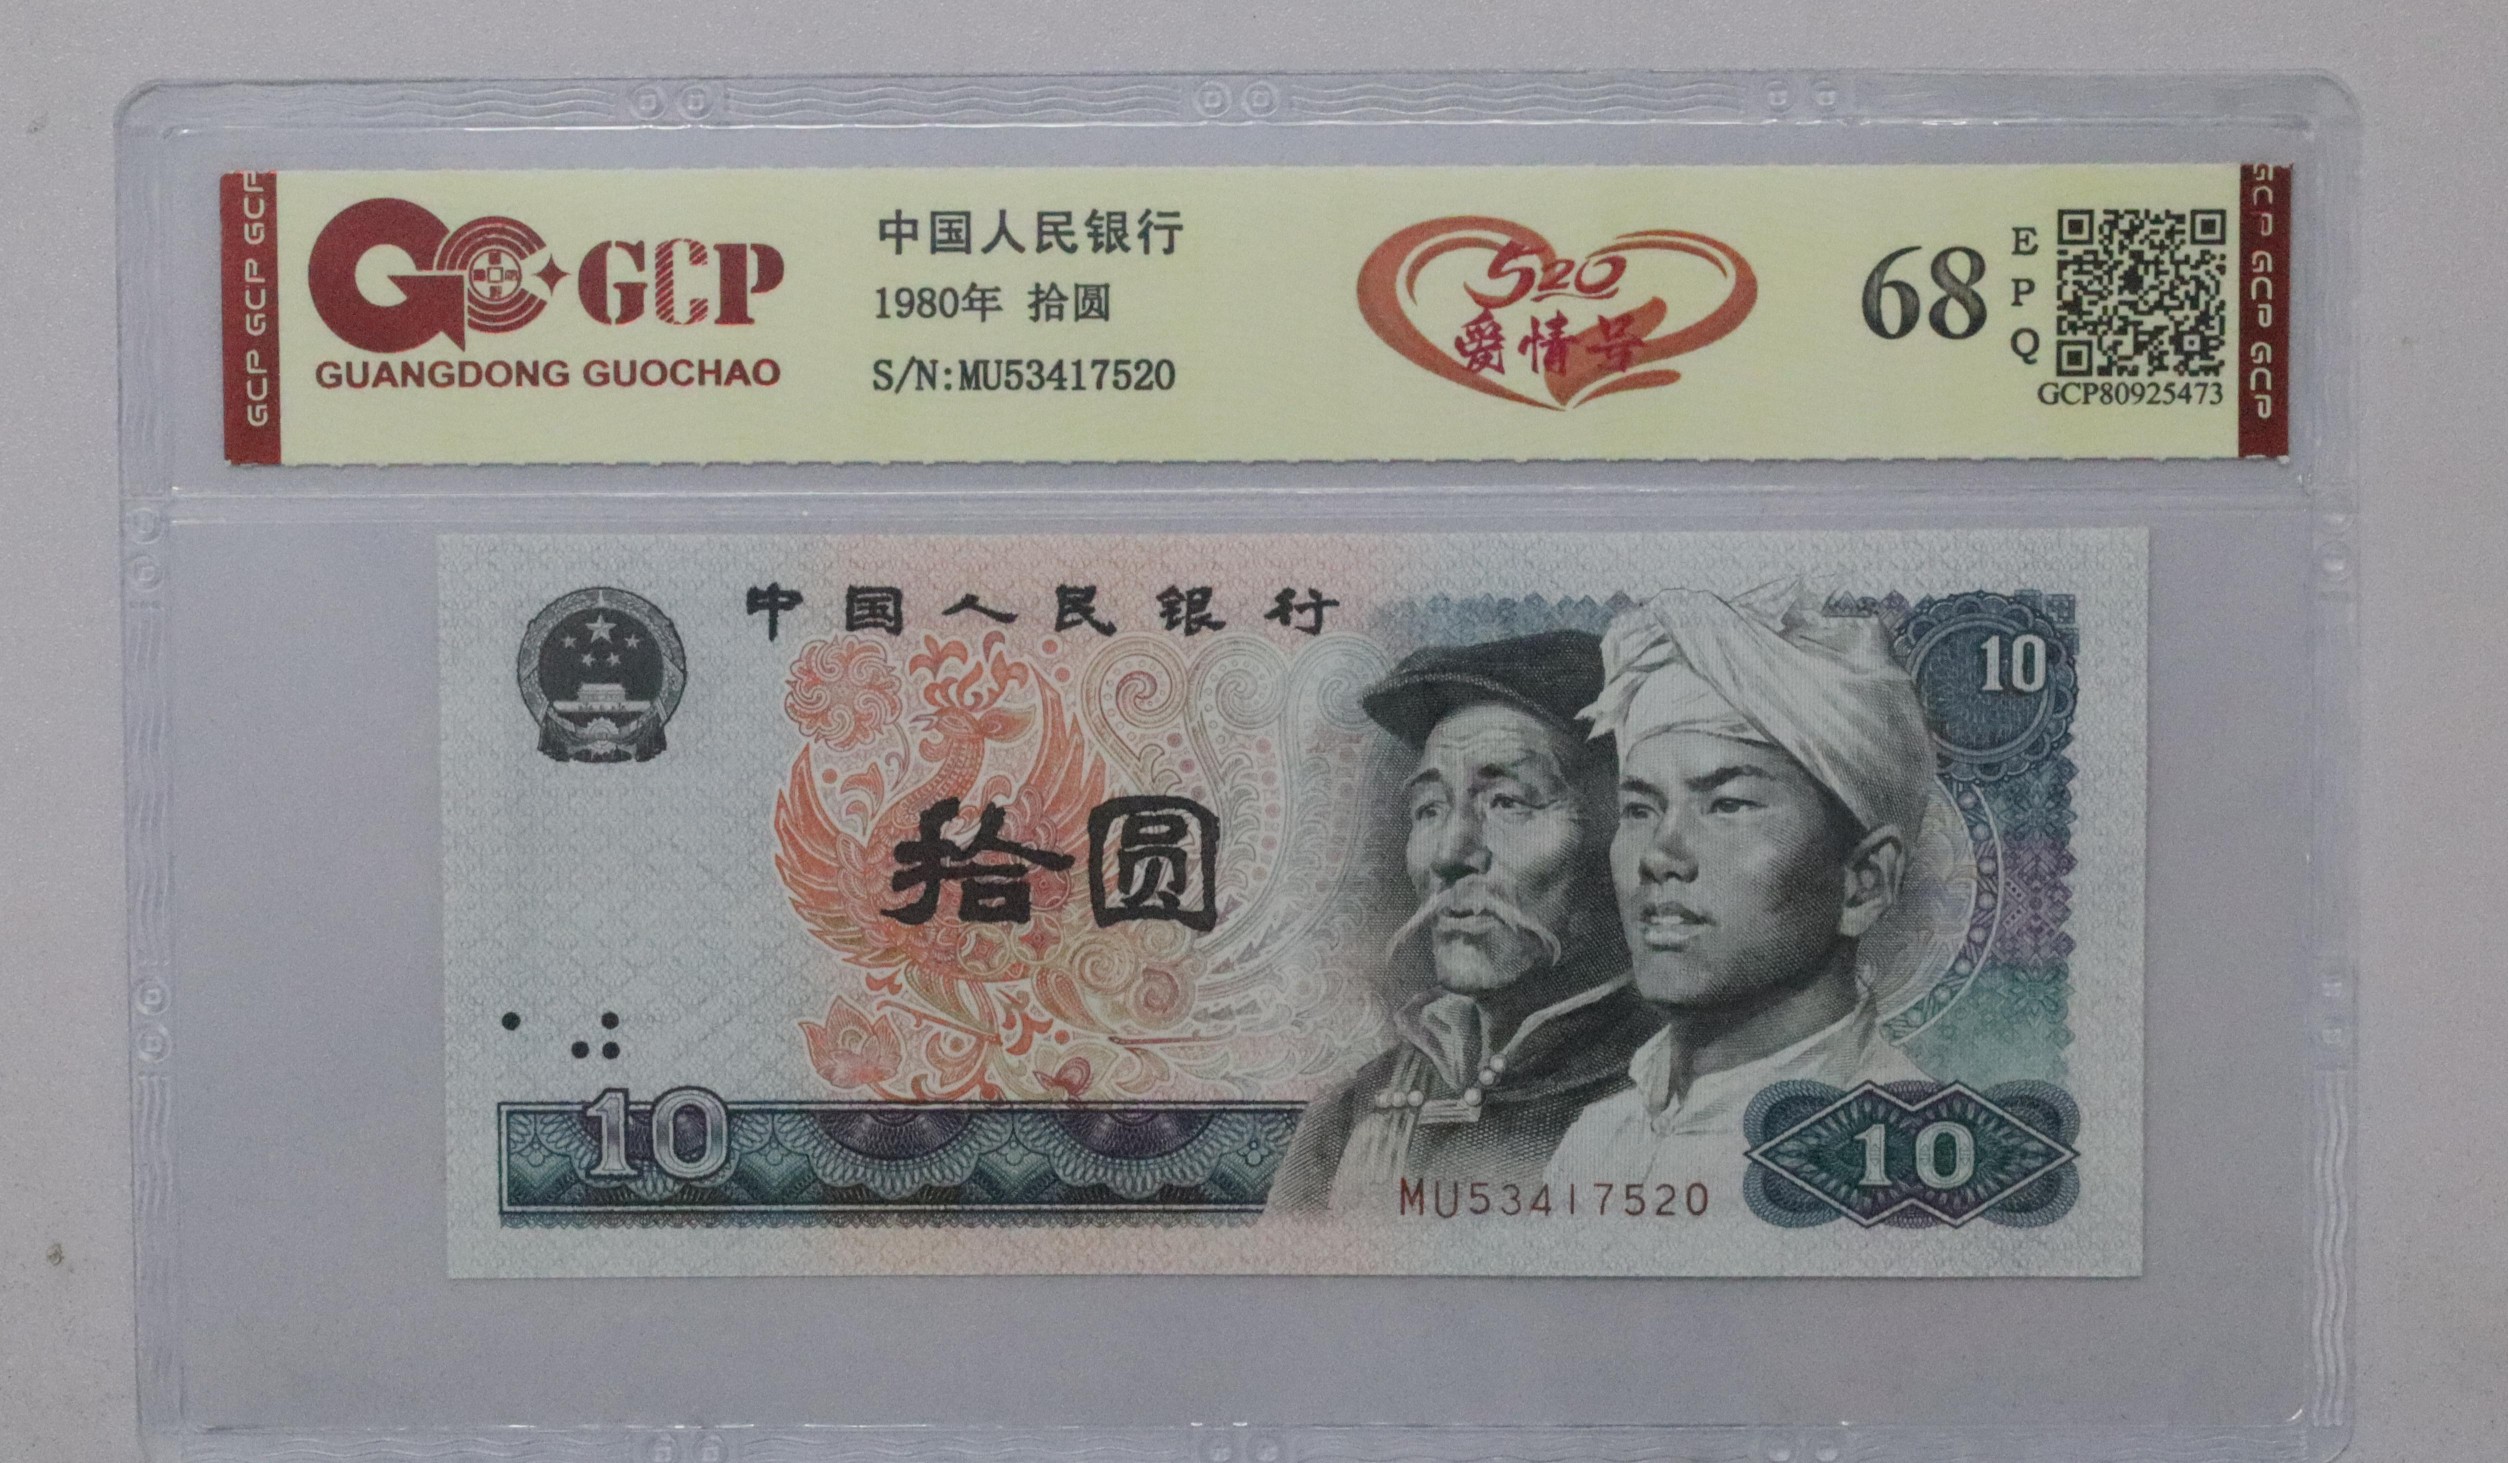 GCP GCP GCP
GCP
GUANGDONG GUOCHAO
中国人民银行
1980年 拾圆
S/N:MU53417520
520
爱情号
68
EPQ
GCP80925473
GCP GCP GCP
中国人民银行
10
拾圆
10
MU53417520
10